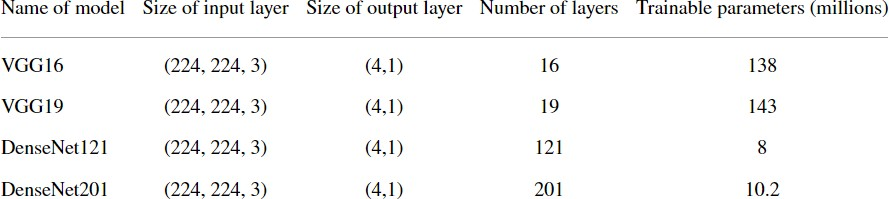 Name of model Size of input layer Size of output layer Number of layers Trainable parameters (millions)
VGG16 (224, 224, 3) (4,1) 16 138
VGG19 (224, 224, 3) (4,1) 19 143
DenseNet121 (224, 224, 3) (4,1) 121 8
DenseNet201 (224, 224, 3) (4,1) 201 10.2